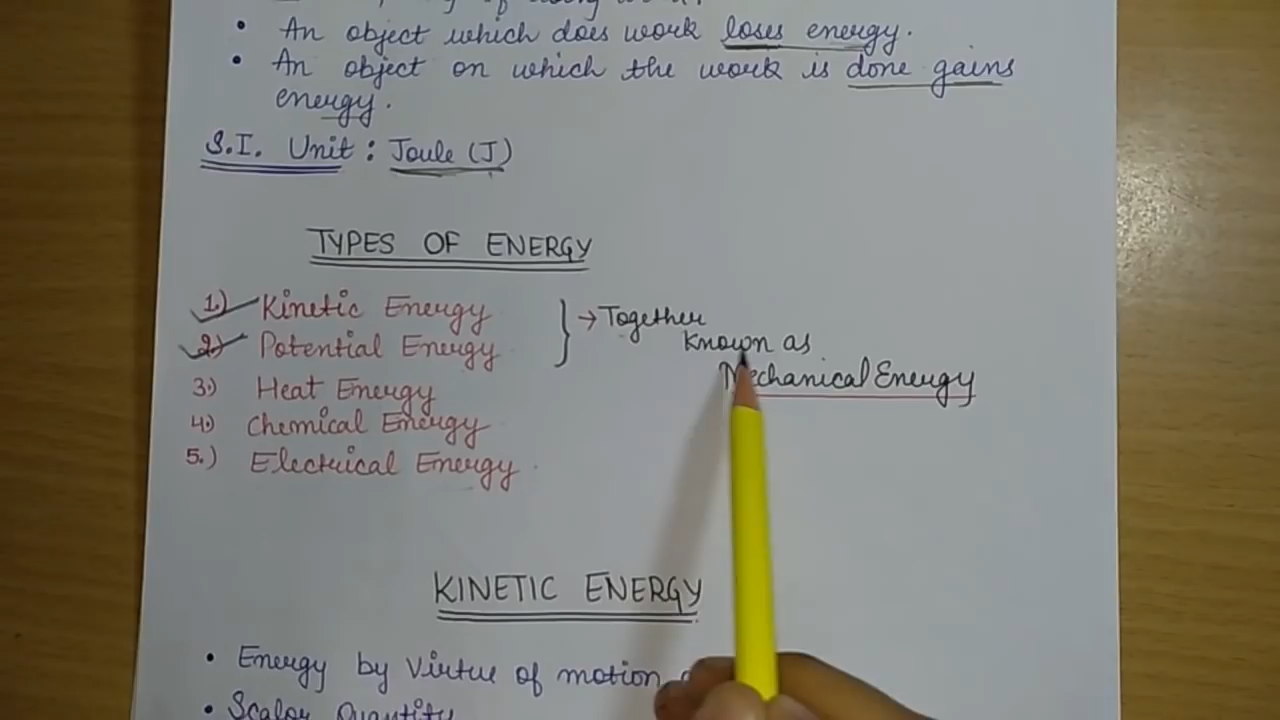 • An object which does work loses energy.
• An object on which the work is done gains
energy.
S.I. Unit : Joule (J)
TYPES OF ENERGY
1.) Kinetic Energy
2.) Potential Energy
} → Together
known as
Mechanical Energy
3.) Heat Energy
4.) Chemical Energy
5.) Electrical Energy
KINETIC ENERGY
• Energy by Virtue of motion
• Scalar Quantity